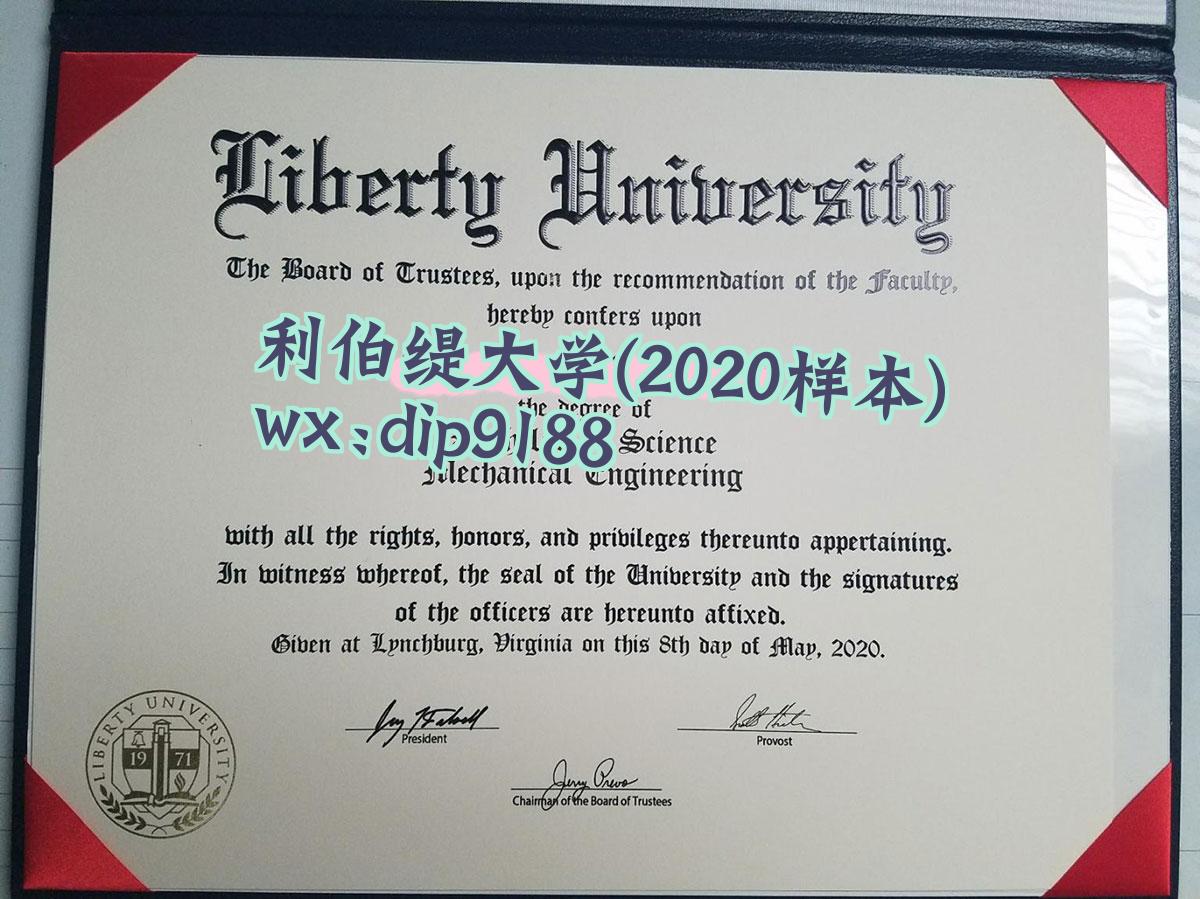 Liberty University
The Board of Trustees, upon the recommendation of the Faculty,
hereby confers upon
利伯缇大学(2020样本)
the degree of
wx:dip9188
Science
Mechanical Engineering
with all the rights, honors, and privileges thereunto appertaining.
In witness whereof, the seal of the University and the signatures
of the officers are hereunto affixed.
Given at Lynchburg, Virginia on this 8th day of May, 2020.
LIBERTY UNIVERSITY
19 71
President
Provost
Jerry Prevo
Chairman of the Board of Trustees